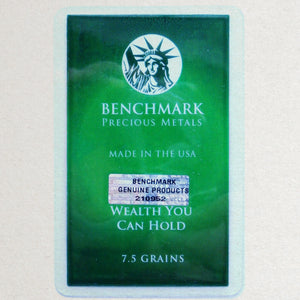 BENCHMARK
PRECIOUS METALS
MADE IN THE USA
BENCHMARK
GENUINE PRODUCTS
210952
WEALTH YOU
CAN HOLD
7.5 GRAINS